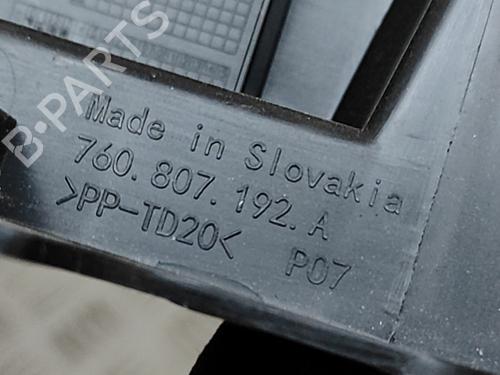 B-PARTS
Made in Slovakia
760.807.192.A
>PP-TD20<
P07